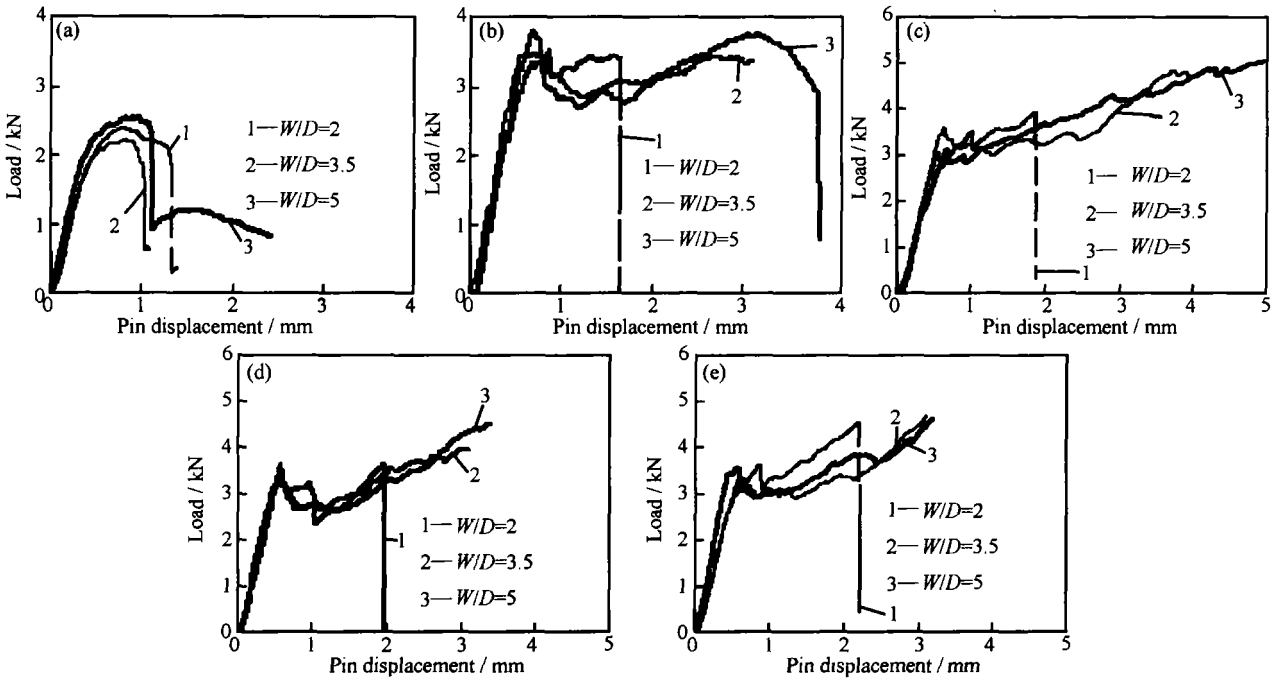 (a)
4
3
2
1
0
Load / kN
1
2
3
1—W/D=2
2—W/D=3.5
3—W/D=5
0 1 2 3 4
Pin displacement / mm
(b)
4
3
2
1
0
Load / kN
3
2
1
1—W/D=2
2—W/D=3.5
3—W/D=5
0 1 2 3 4
Pin displacement / mm
(c)
6
5
4
3
2
1
0
Load / kN
3
2
1— W/D=2
2— W/D=3.5
3— W/D=5
1
0 1 2 3 4 5
Pin displacement / mm
(d)
6
5
4
3
2
1
0
Load / kN
3
2
1
1—W/D=2
2—W/D=3.5
3—W/D=5
0 1 2 3 4 5
Pin displacement / mm
(e)
6
5
4
3
2
1
0
Load / kN
2
3
1—W/D=2
2—W/D=3.5
3—W/D=5
1
0 1 2 3 4 5
Pin displacement / mm